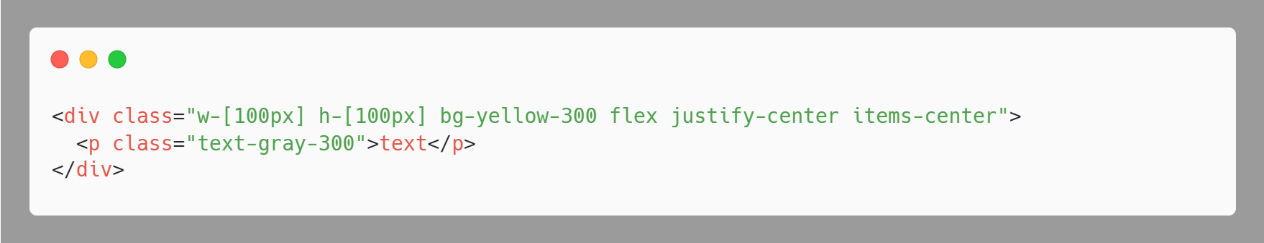 <div class="w-[100px] h-[100px] bg-yellow-300 flex justify-center items-center">
  <p class="text-gray-300">text</p>
</div>